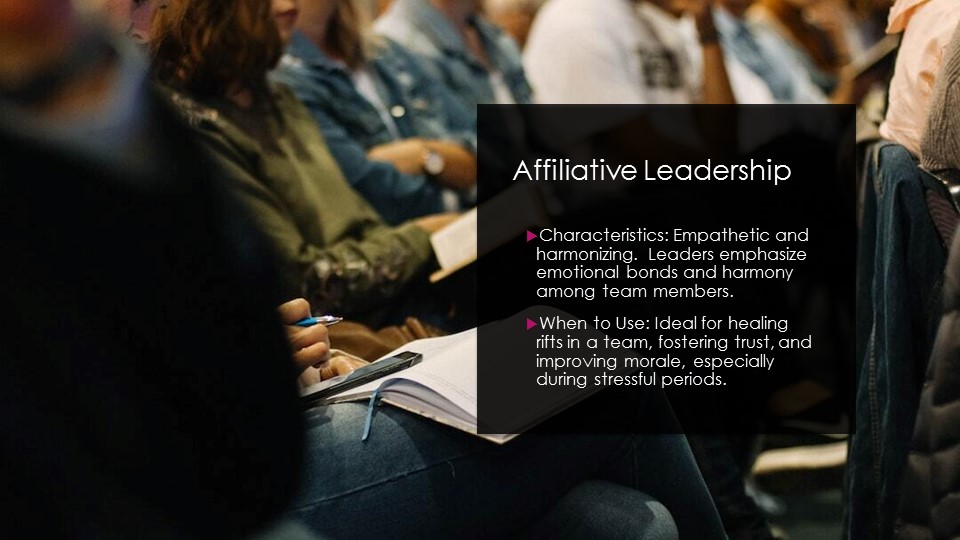 Affiliative Leadership
Characteristics: Empathetic and
harmonizing.  Leaders emphasize
emotional bonds and harmony
among team members.
When to Use: Ideal for healing
rifts in a team, fostering trust, and
improving morale, especially
during stressful periods.